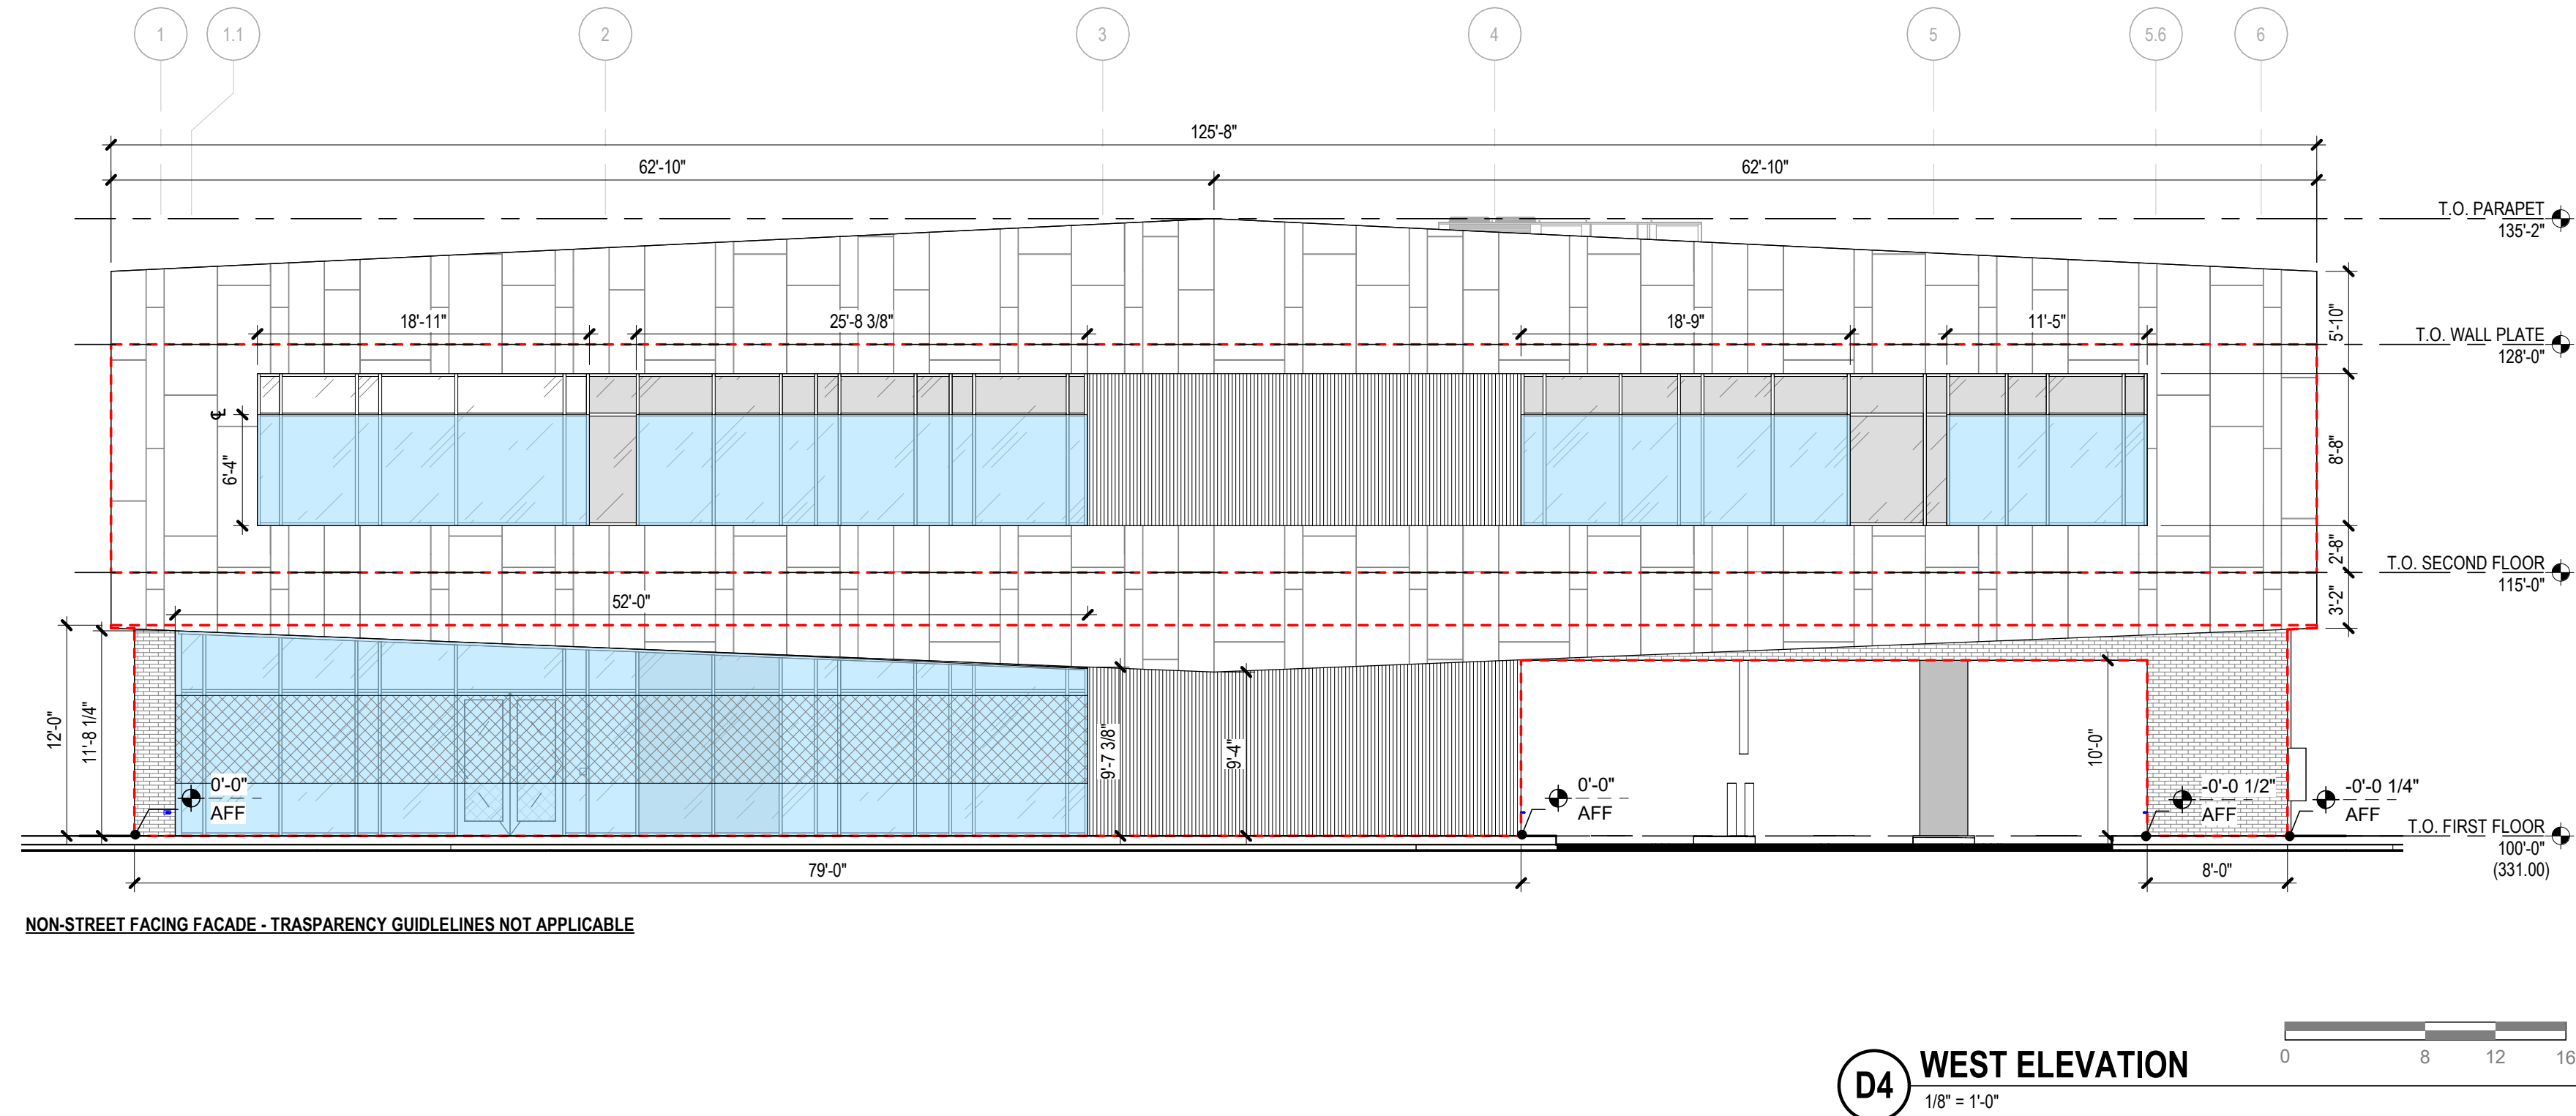 1 1.1 2 3 4 5 5.6 6
125'-8"
62'-10" 62'-10"
T.O. PARAPET
135'-2"
18'-11" 25'-8 3/8" 18'-9" 11'-5"
5'-10"
T.O. WALL PLATE
128'-0"
℄
6'-4"
8'-8"
2'-8"
T.O. SECOND FLOOR
115'-0"
3'-2"
52'-0"
12'-0"
11'-8 1/4"
9'-7 3/8"
9'-4"
10'-0"
0'-0"
AFF
0'-0"
AFF
-0'-0 1/2"
AFF
-0'-0 1/4"
AFF
T.O. FIRST FLOOR
100'-0"
(331.00)
79'-0" 8'-0"
NON-STREET FACING FACADE - TRASPARENCY GUIDLELINES NOT APPLICABLE
0 8 12 16
D4 WEST ELEVATION
1/8" = 1'-0"